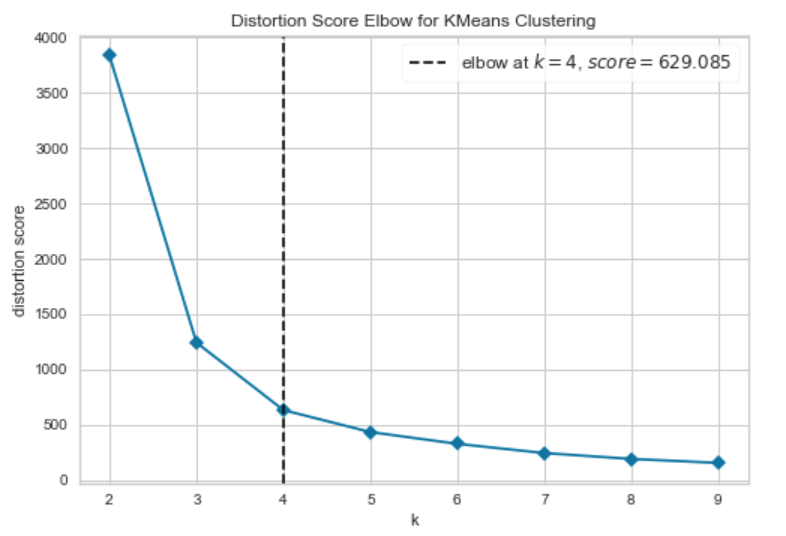 Distortion Score Elbow for KMeans Clustering
elbow at k = 4, score = 629.085
distortion score
4000
3500
3000
2500
2000
1500
1000
500
0
2 3 4 5 6 7 8 9
k